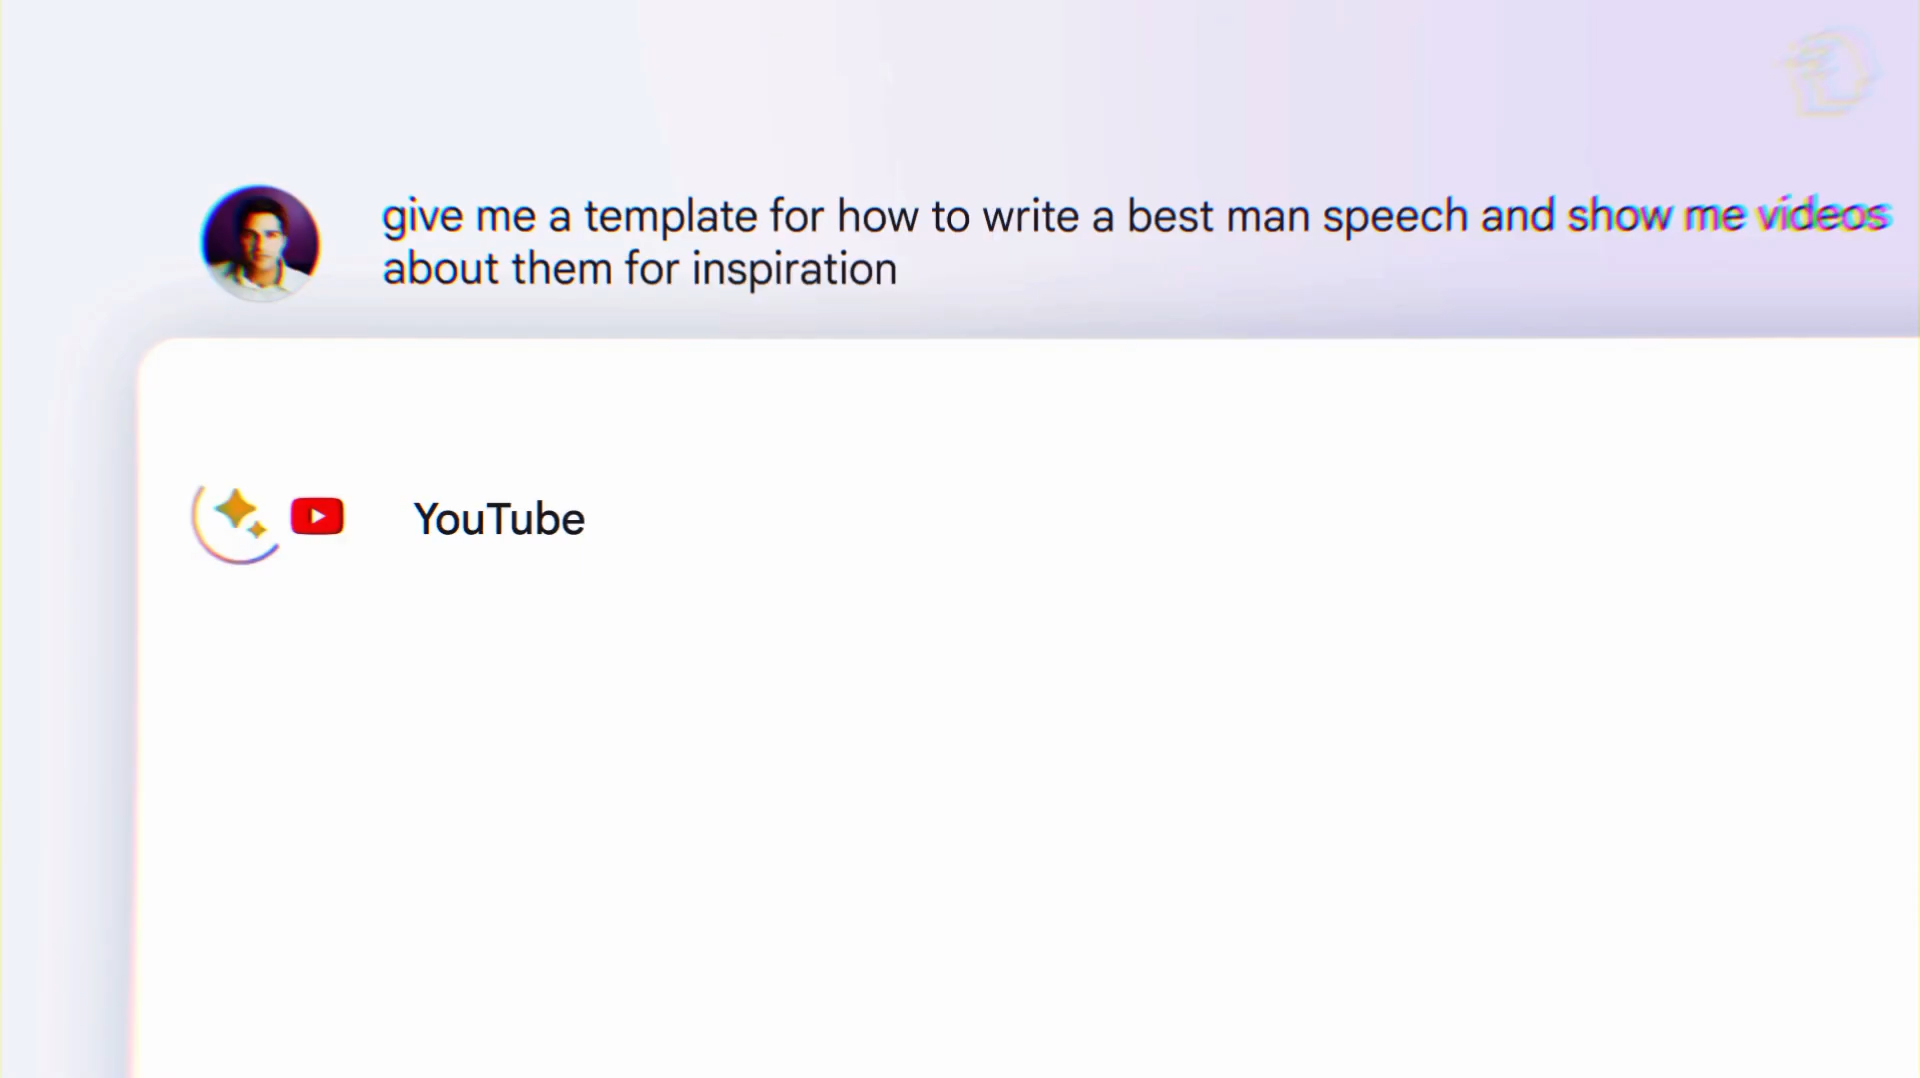 give me a template for how to write a best man speech and show me videos
about them for inspiration
YouTube